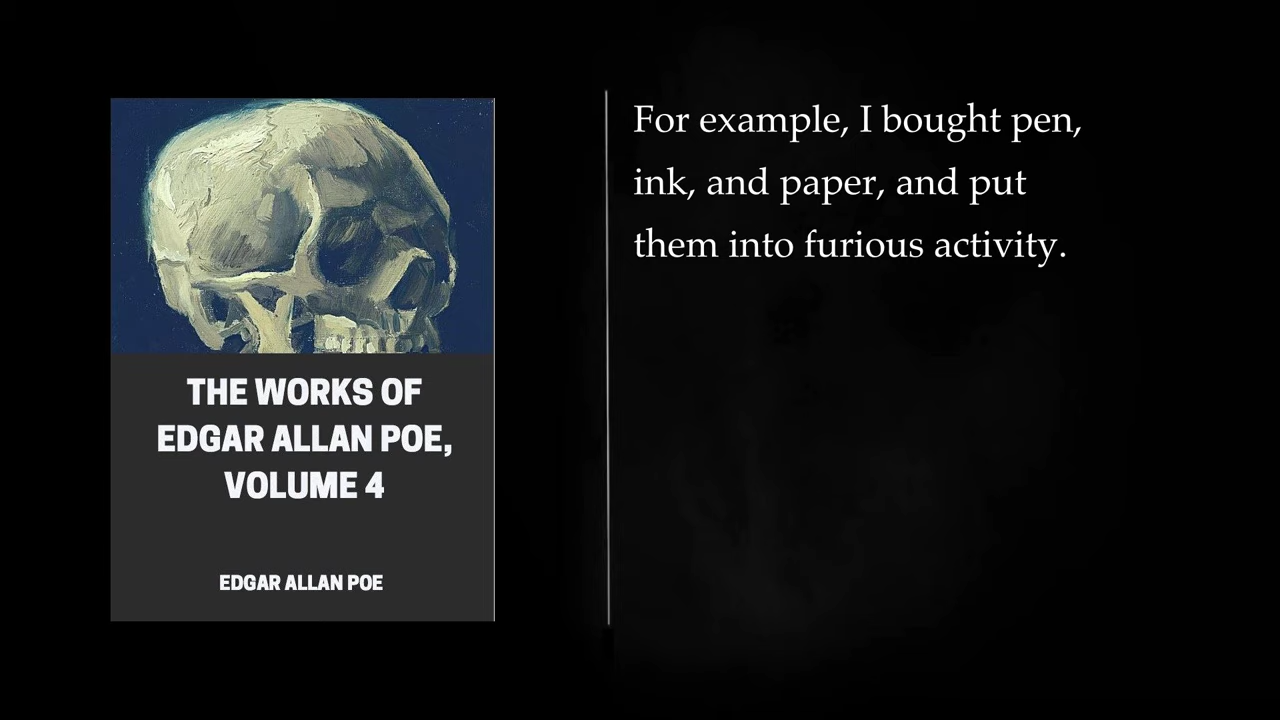 THE WORKS OF
EDGAR ALLAN POE,
VOLUME 4
EDGAR ALLAN POE
For example, I bought pen,
ink, and paper, and put
them into furious activity.